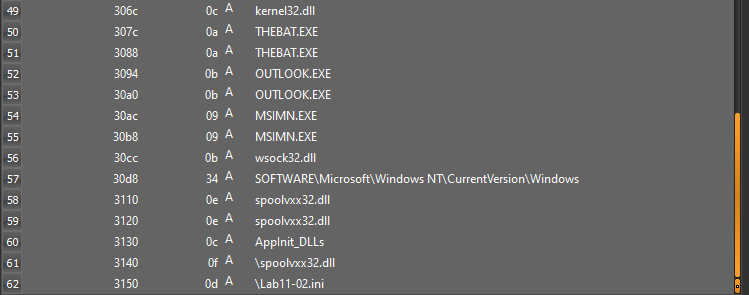 49 306c 0c A kernel32.dll
50 307c 0a A THEBAT.EXE
51 3088 0a A THEBAT.EXE
52 3094 0b A OUTLOOK.EXE
53 30a0 0b A OUTLOOK.EXE
54 30ac 09 A MSIMN.EXE
55 30b8 09 A MSIMN.EXE
56 30cc 0b A wsock32.dll
57 30d8 34 A SOFTWARE\Microsoft\Windows NT\CurrentVersion\Windows
58 3110 0e A spoolvxx32.dll
59 3120 0e A spoolvxx32.dll
60 3130 0c A AppInit_DLLs
61 3140 0f A \spoolvxx32.dll
62 3150 0d A \Lab11-02.ini